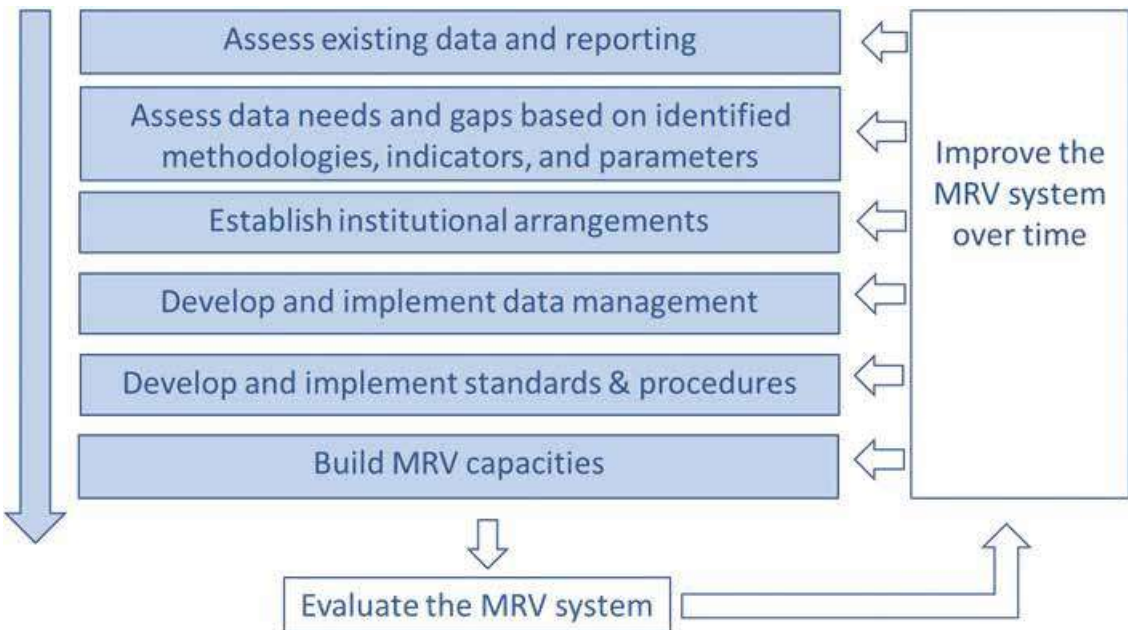 Assess existing data and reporting
Assess data needs and gaps based on identified
methodologies, indicators, and parameters
Establish institutional arrangements
Develop and implement data management
Develop and implement standards & procedures
Build MRV capacities
Improve the
MRV system
over time
Evaluate the MRV system